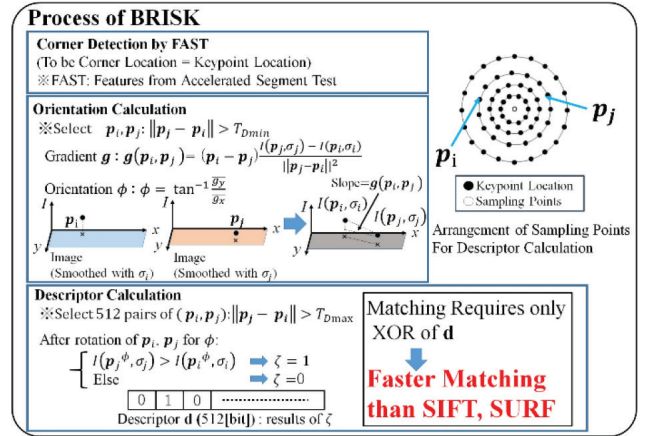 Process of BRISK
Corner Detection by FAST
(To be Corner Location = Keypoint Location)
※FAST: Features from Accelerated Segment Test
Orientation Calculation
※Select p_i, p_j: ||p_j − p_i|| > T_Dmin
Gradient g : g(p_i, p_j) = (p_i − p_j) I(p_j, σ_j) − I(p_i, σ_i) / ||p_j − p_i||²
Orientation ϕ : ϕ = tan⁻¹ g_y / g_x
Slope=g(p_i, p_j)
I
p_i
x
y
Image
(Smoothed with σ_i)
I
p_j
x
y
Image
(Smoothed with σ_j)
I
I(p_i, σ_i)
I(p_j, σ_j)
x
y
p_i
p_j
Keypoint Location
Sampling Points
Arrangement of Sampling Points
For Descriptor Calculation
Descriptor Calculation
※Select 512 pairs of (p_i, p_j): ||p_j − p_i|| > T_Dmax
After rotation of p_i, p_j for ϕ:
I(p_j^ϕ, σ_j) > I(p_i^ϕ, σ_i) ζ = 1
Else ζ =0
0 1 0 ..........................
Descriptor d (512[bit]) : results of ζ
Matching Requires only
XOR of d
Faster Matching
than SIFT, SURF